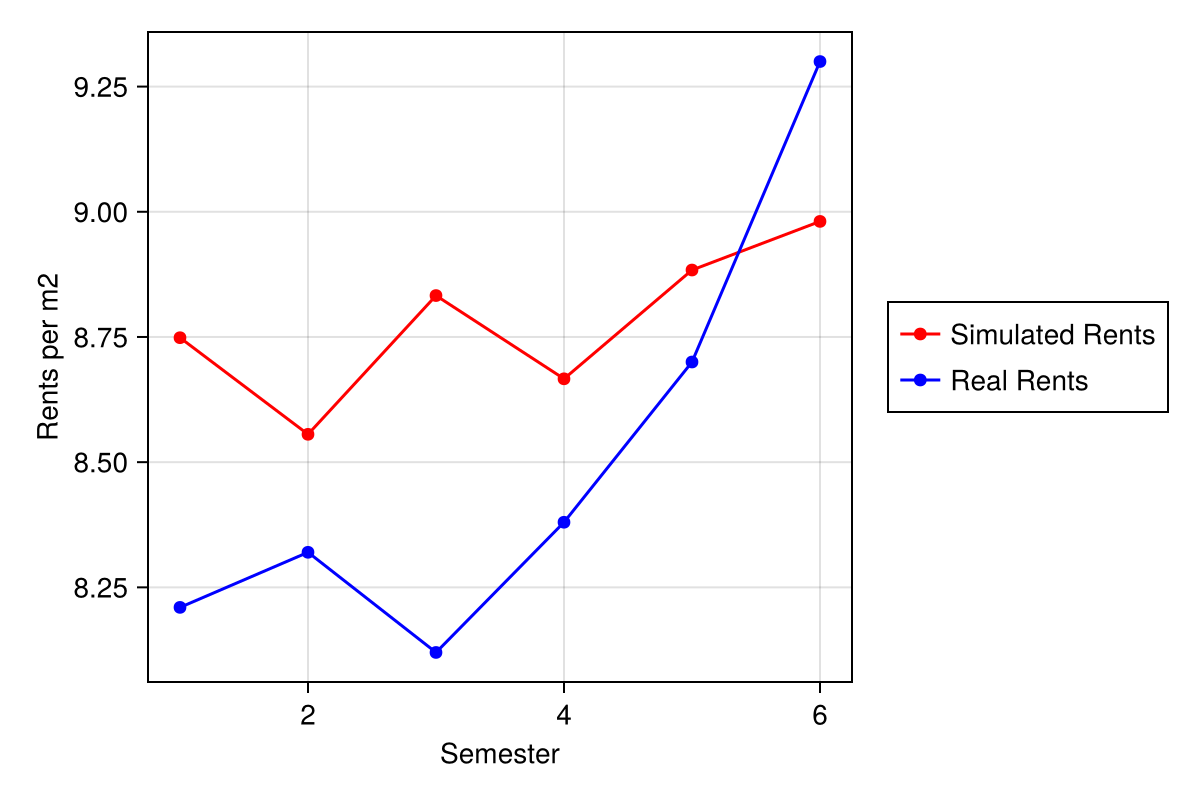 9.25
9.00
8.75
8.50
8.25
Rents per m2
2
4
6
Semester
Simulated Rents
Real Rents